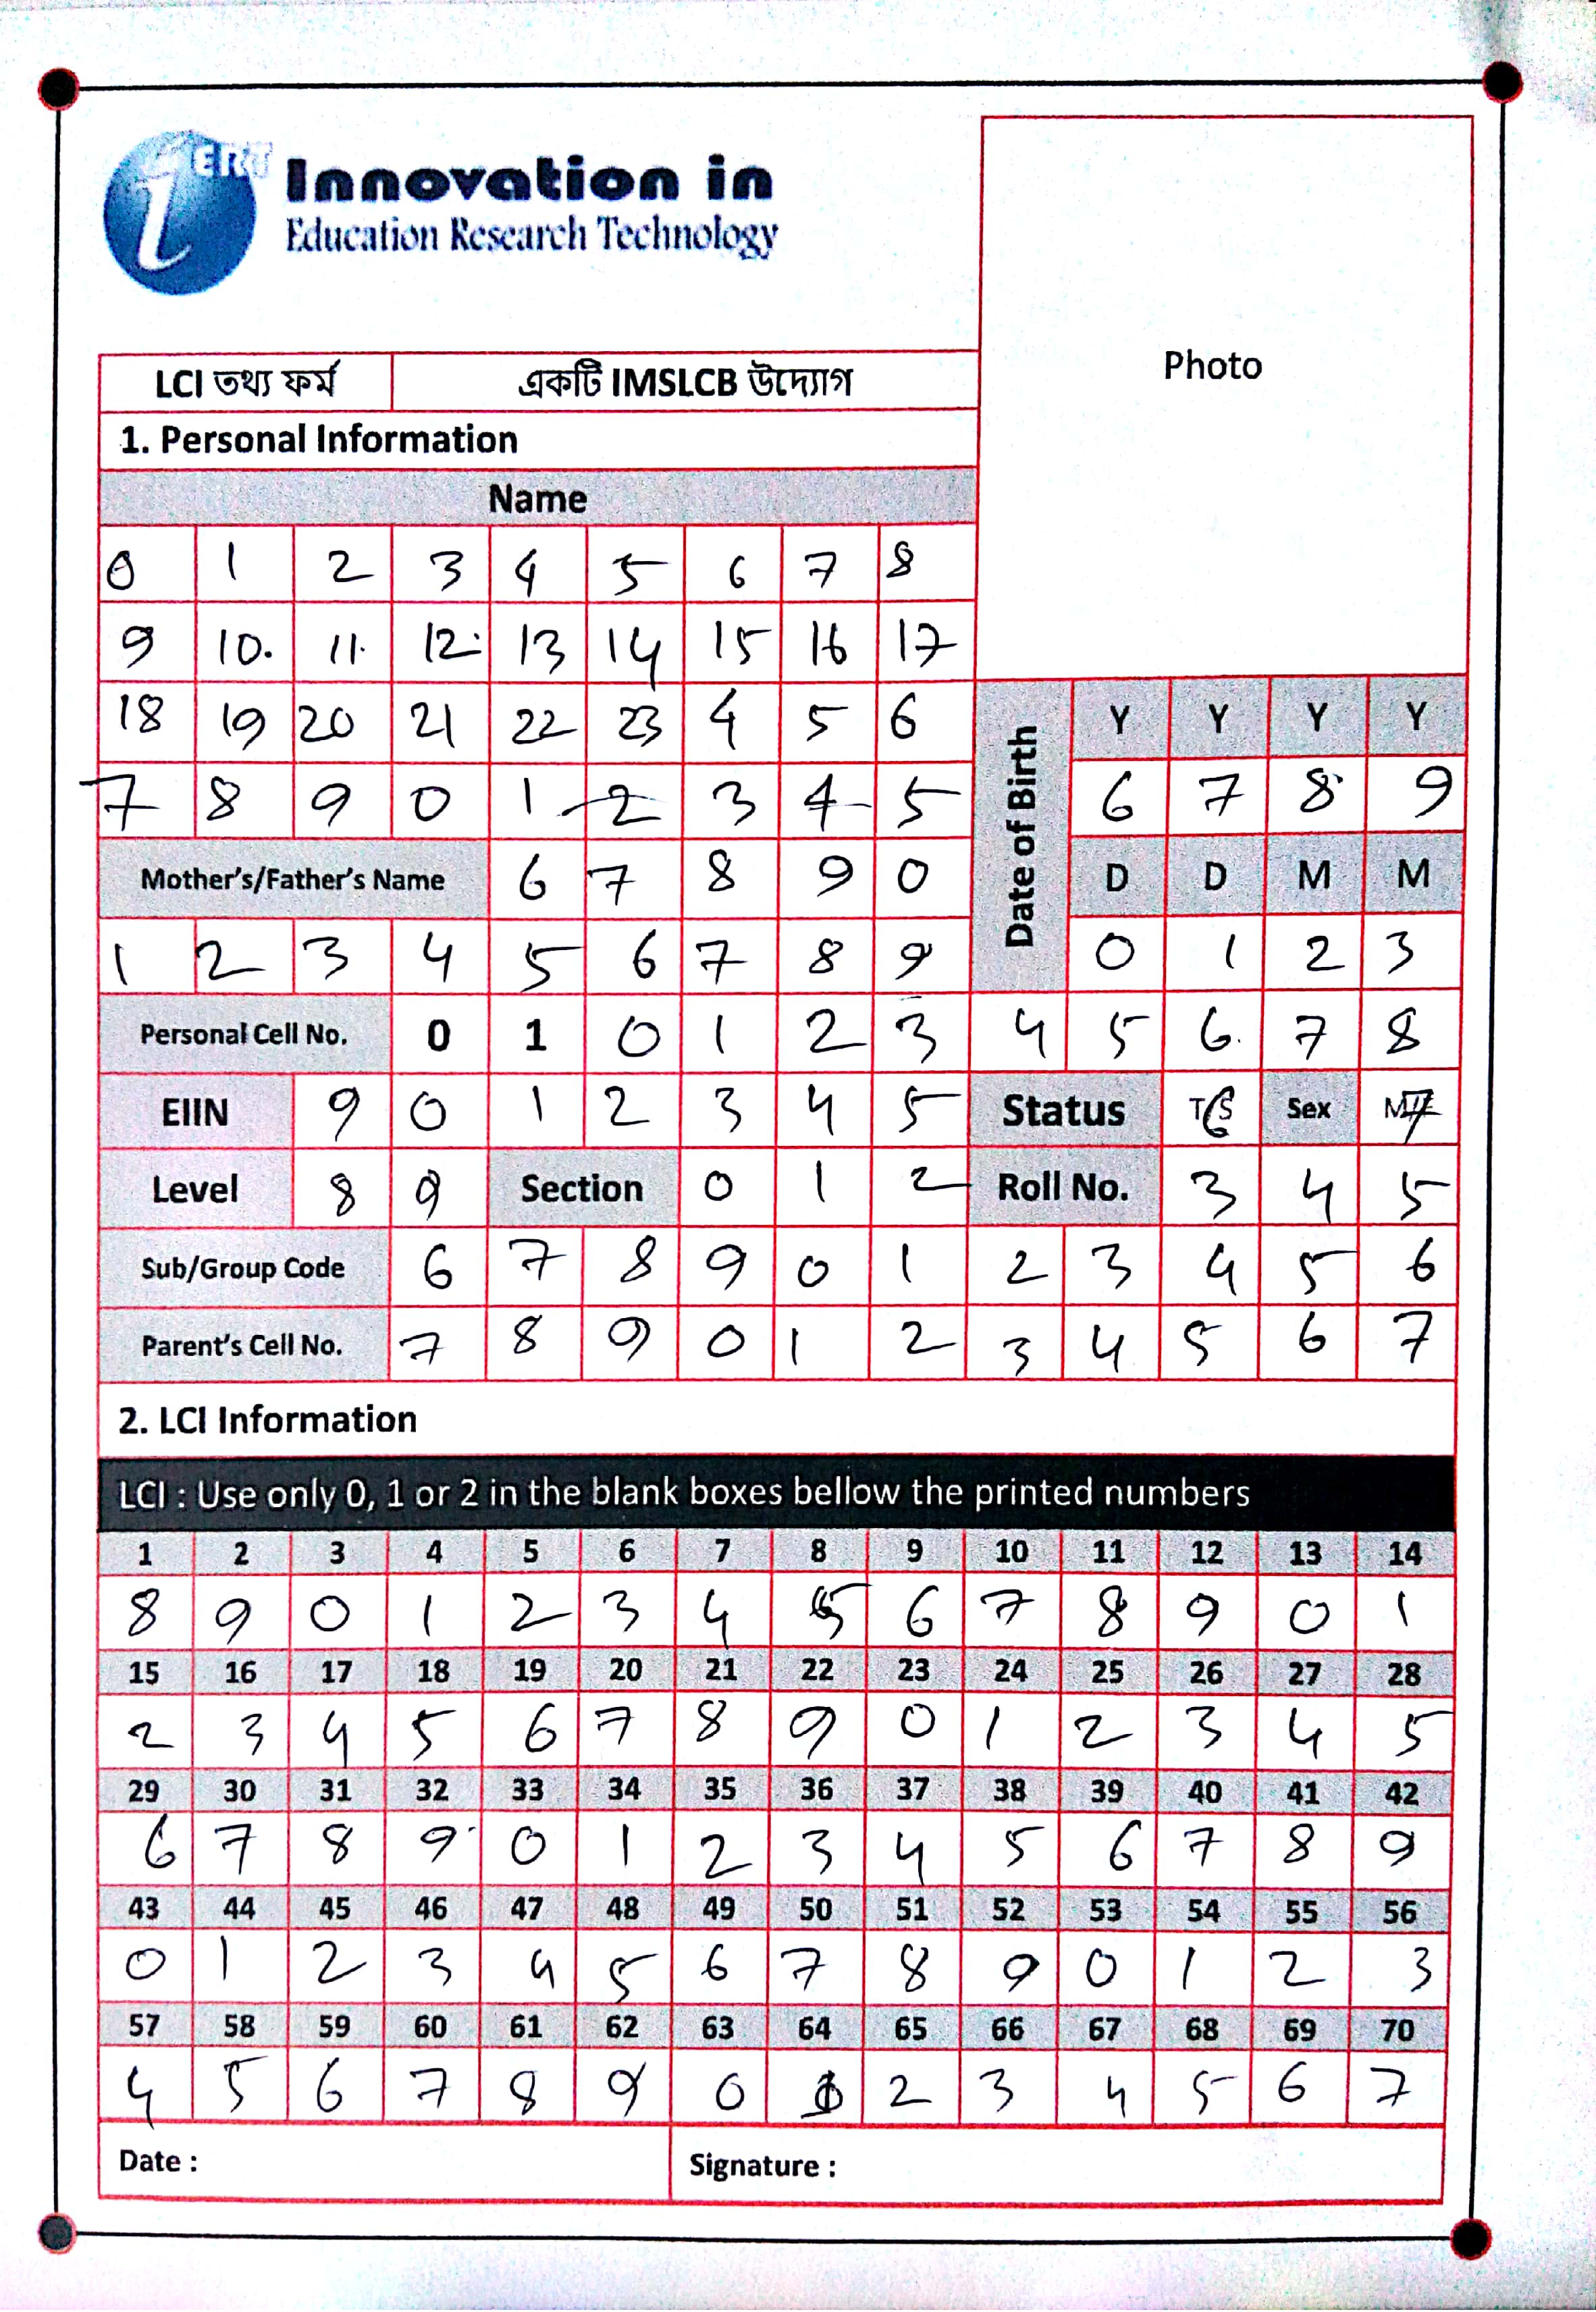 iERT Innovation in
Education Research Technology
Photo
LCI তথ্য ফর্ম একটি IMSLCB উদ্যোগ
1. Personal Information
Name
0 1 2 3 4 5 6 7 8
9 10. 11. 12. 13 14 15 16 17
18 19 20 21 22 23 4 5 6
Date of Birth Y Y Y Y
7 8 9 0 1 2 3 4 5 6 7 8 9
Mother's/Father's Name 6 7 8 9 0 D D M M
1 2 3 4 5 6 7 8 9 0 1 2 3
Personal Cell No. 0 1 0 1 2 3 4 5 6. 7 8
EIIN 9 0 1 2 3 4 5 Status T/S 6 Sex 7
Level 8 9 Section 0 1 2 Roll No. 3 4 5
Sub/Group Code 6 7 8 9 0 1 2 3 4 5 6
Parent's Cell No. 7 8 9 0 1 2 3 4 5 6 7
2. LCI Information
LCI : Use only 0, 1 or 2 in the blank boxes bellow the printed numbers
1 2 3 4 5 6 7 8 9 10 11 12 13 14
8 9 0 1 2 3 4 5 6 7 8 9 0 1
15 16 17 18 19 20 21 22 23 24 25 26 27 28
2 3 4 5 6 7 8 9 0 1 2 3 4 5
29 30 31 32 33 34 35 36 37 38 39 40 41 42
6 7 8 9 0 1 2 3 4 5 6 7 8 9
43 44 45 46 47 48 49 50 51 52 53 54 55 56
0 1 2 3 4 5 6 7 8 9 0 1 2 3
57 58 59 60 61 62 63 64 65 66 67 68 69 70
4 5 6 7 8 9 0 1 2 3 4 5 6 7
Date : Signature :